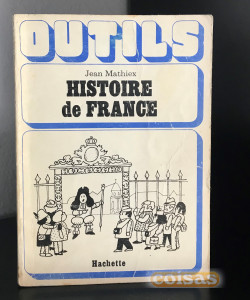 OUTILS
Jean Mathiex
HISTOIRE
de FRANCE
Hachette
coisas